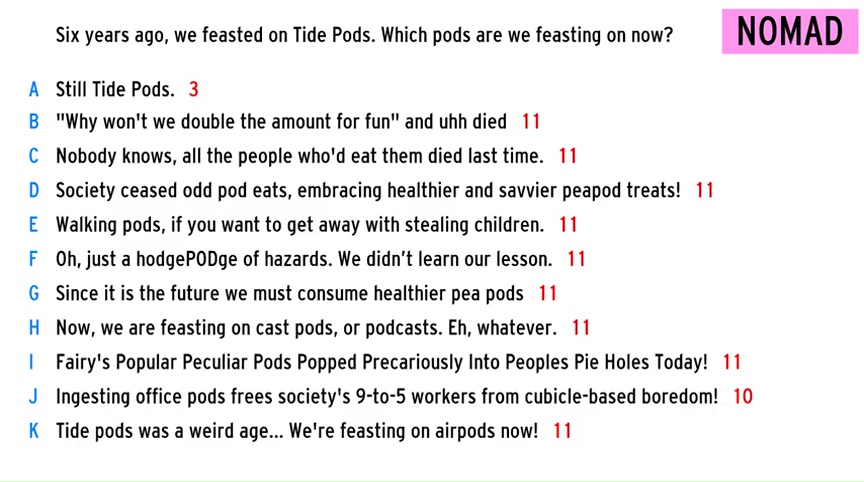 Six years ago, we feasted on Tide Pods. Which pods are we feasting on now?
NOMAD
A Still Tide Pods. 3
B "Why won't we double the amount for fun" and uhh died 11
C Nobody knows, all the people who'd eat them died last time. 11
D Society ceased odd pod eats, embracing healthier and savvier peapod treats! 11
E Walking pods, if you want to get away with stealing children. 11
F Oh, just a hodgePODge of hazards. We didn’t learn our lesson. 11
G Since it is the future we must consume healthier pea pods 11
H Now, we are feasting on cast pods, or podcasts. Eh, whatever. 11
I Fairy's Popular Peculiar Pods Popped Precariously Into Peoples Pie Holes Today! 11
J Ingesting office pods frees society's 9-to-5 workers from cubicle-based boredom! 10
K Tide pods was a weird age... We're feasting on airpods now! 11